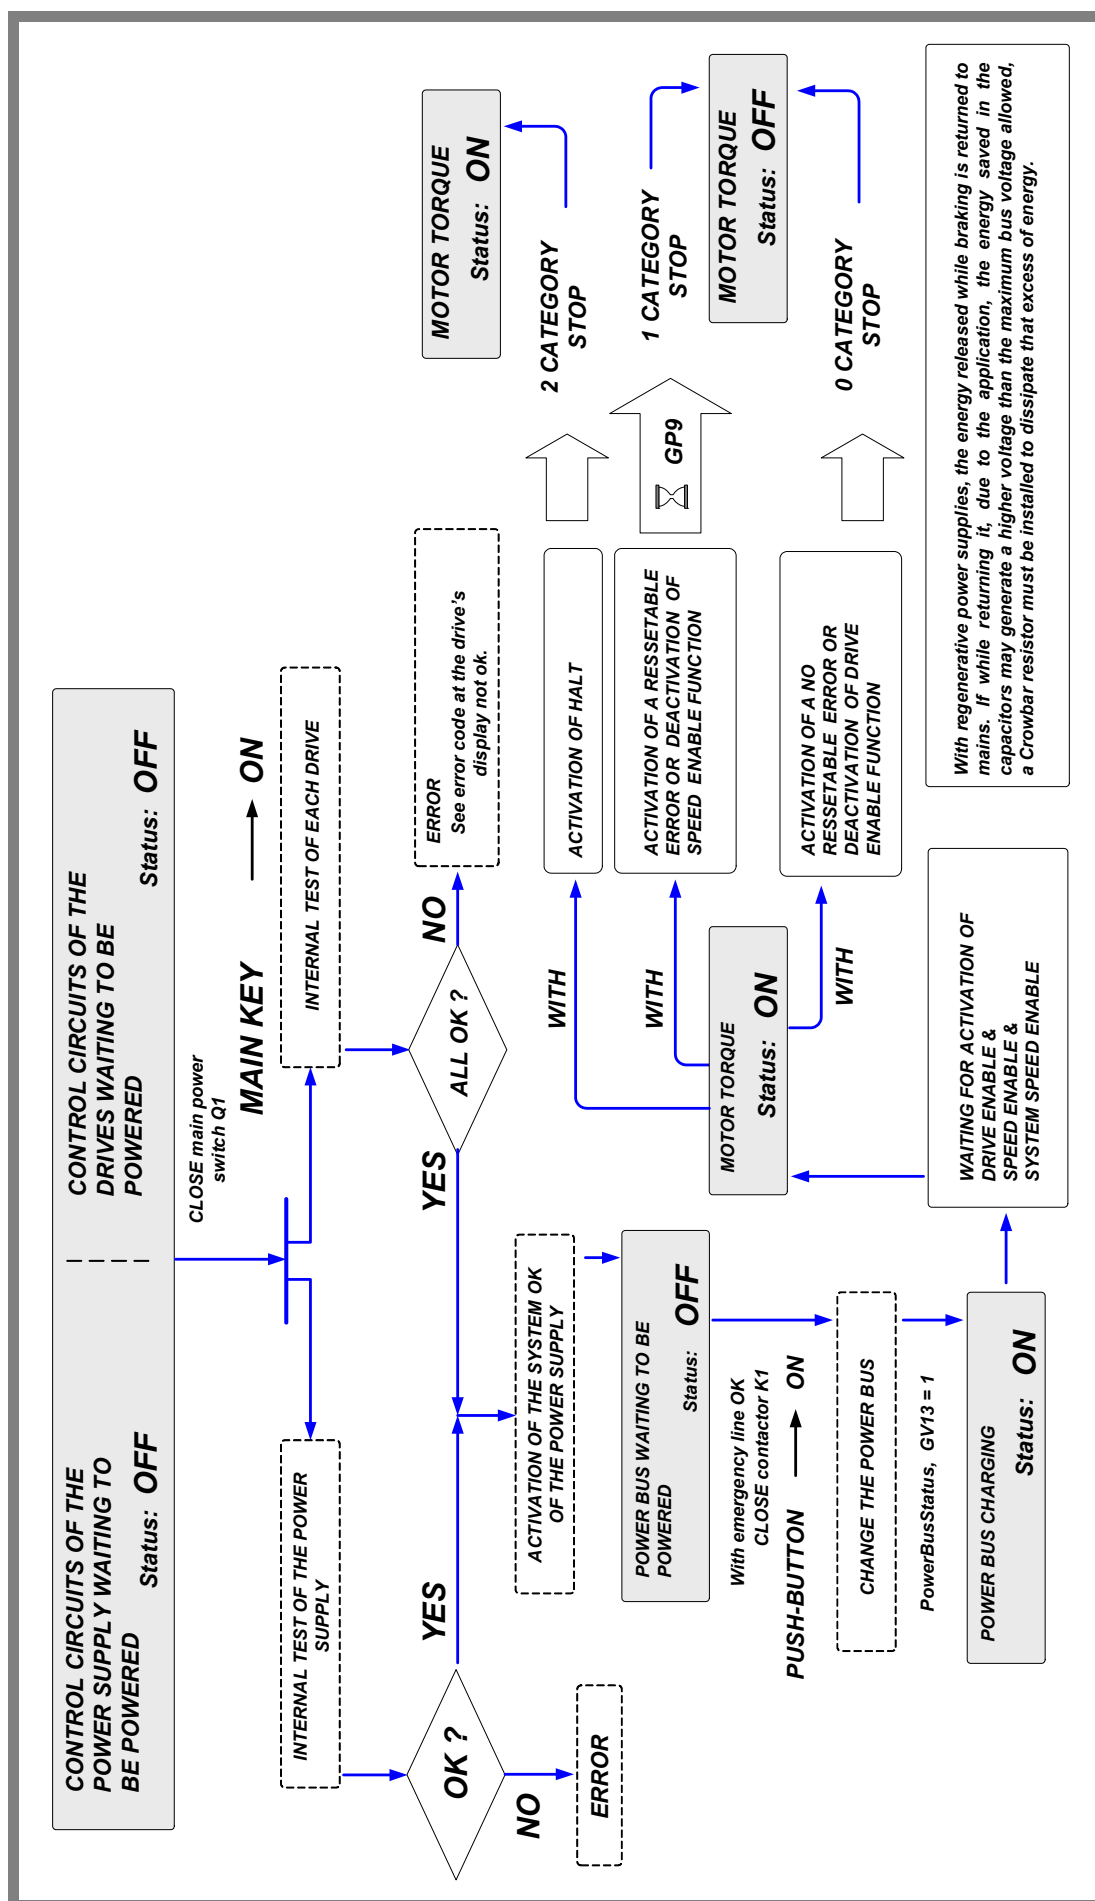 CONTROL CIRCUITS OF THE
POWER SUPPLY WAITING TO
BE POWERED
Status: OFF
CONTROL CIRCUITS OF THE
DRIVES WAITING TO BE
POWERED
Status: OFF
CLOSE main power
switch Q1
MAIN KEY ON
INTERNAL TEST OF THE POWER
SUPPLY
INTERNAL TEST OF EACH DRIVE
OK ?
YES
NO
ERROR
ALL OK ?
YES
NO
ERROR
See error code at the drive's
display not ok.
ACTIVATION OF THE SYSTEM OK
OF THE POWER SUPPLY
POWER BUS WAITING TO BE
POWERED
Status: OFF
With emergency line OK
CLOSE contactor K1
PUSH-BUTTON ON
CHANGE THE POWER BUS
PowerBusStatus, GV13 = 1
POWER BUS CHARGING
Status: ON
WAITING FOR ACTIVATION OF
DRIVE ENABLE &
SPEED ENABLE &
SYSTEM SPEED ENABLE
MOTOR TORQUE
Status: ON
WITH
WITH
WITH
ACTIVATION OF HALT
ACTIVATION OF A RESSETABLE
ERROR OR DEACTIVATION OF
SPEED ENABLE FUNCTION
ACTIVATION OF A NO
RESSETABLE ERROR OR
DEACTIVATION OF DRIVE
ENABLE FUNCTION
GP9
2 CATEGORY
STOP
1 CATEGORY
STOP
0 CATEGORY
STOP
MOTOR TORQUE
Status: ON
MOTOR TORQUE
Status: OFF
With regenerative power supplies, the energy released while braking is returned to
mains. If while returning it, due to the application, the energy saved in the
capacitors may generate a higher voltage than the maximum bus voltage allowed,
a Crowbar resistor must be installed to dissipate that excess of energy.